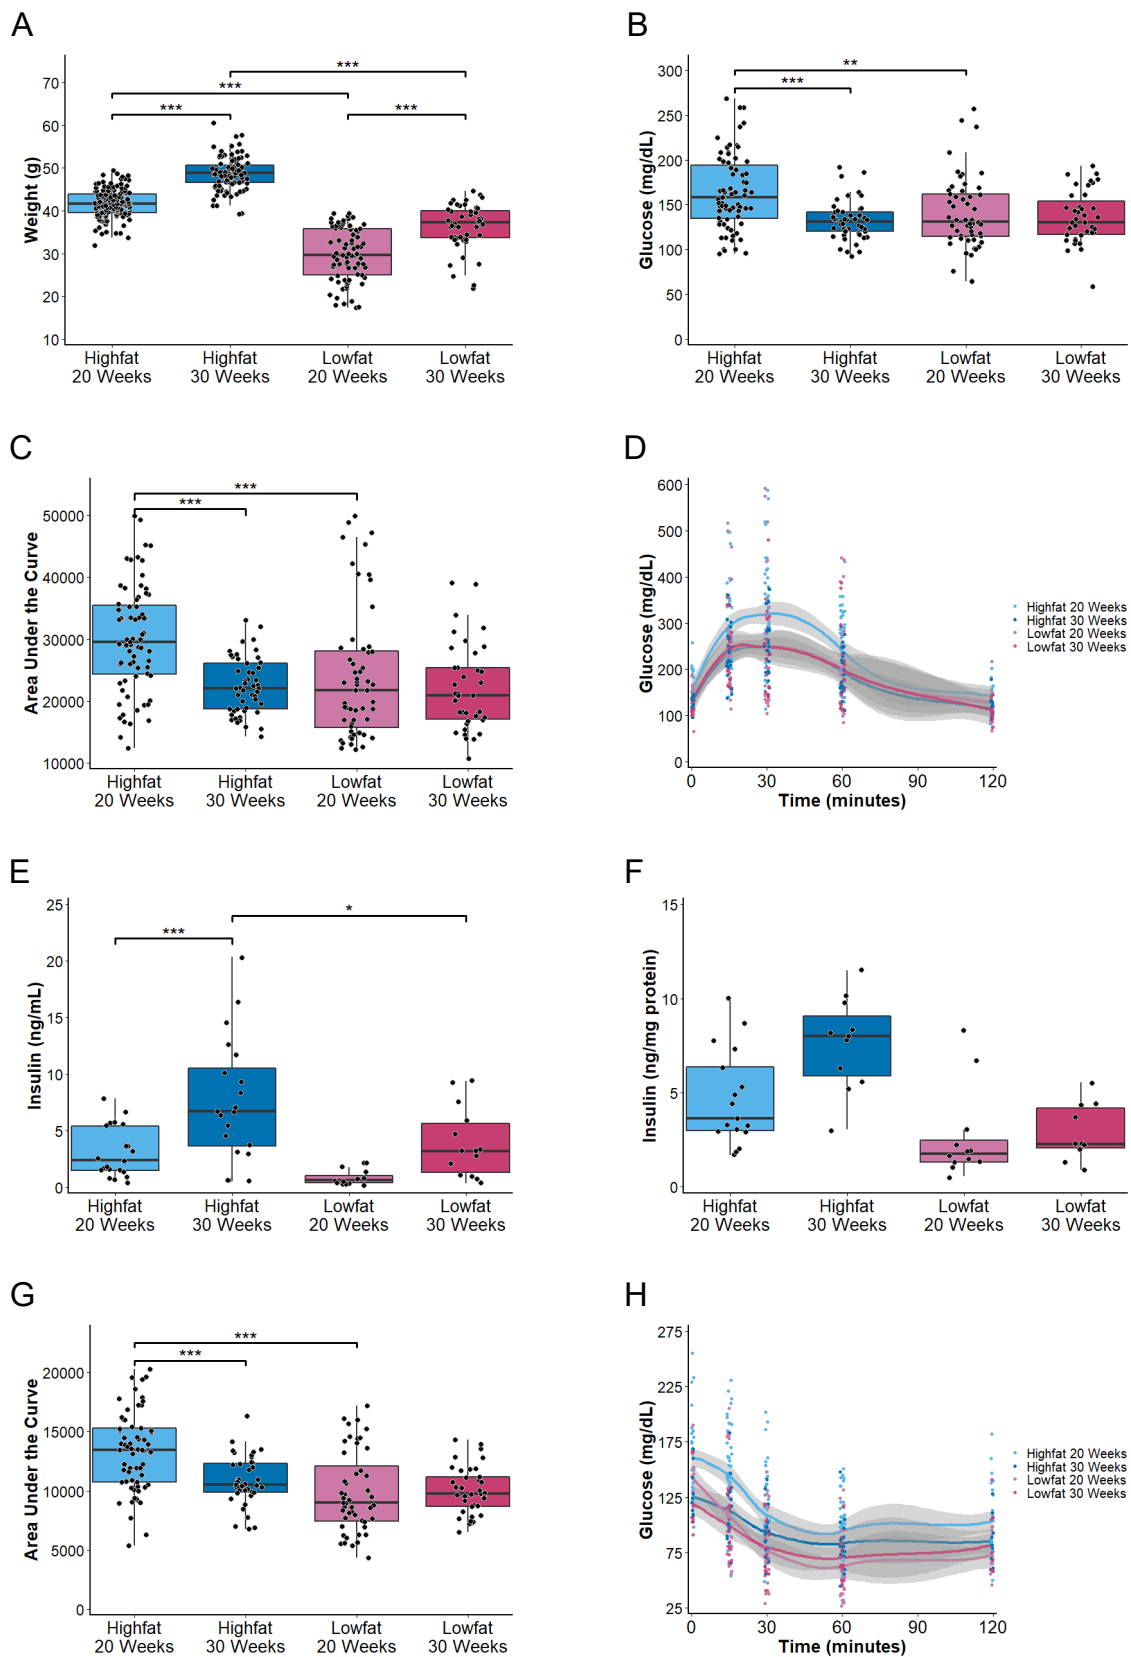 A
Weight (g)
70
60
50
40
30
20
10
***
***
***
***
Highfat
20 Weeks
Highfat
30 Weeks
Lowfat
20 Weeks
Lowfat
30 Weeks
B
Glucose (mg/dL)
300
250
200
150
100
50
0
**
***
Highfat
20 Weeks
Highfat
30 Weeks
Lowfat
20 Weeks
Lowfat
30 Weeks
C
Area Under the Curve
50000
40000
30000
20000
10000
***
***
Highfat
20 Weeks
Highfat
30 Weeks
Lowfat
20 Weeks
Lowfat
30 Weeks
D
Glucose (mg/dL)
600
500
400
300
200
100
0
0 30 60 90 120
Time (minutes)
Highfat 20 Weeks
Highfat 30 Weeks
Lowfat 20 Weeks
Lowfat 30 Weeks
E
Insulin (ng/mL)
25
20
15
10
5
0
*
***
Highfat
20 Weeks
Highfat
30 Weeks
Lowfat
20 Weeks
Lowfat
30 Weeks
F
Insulin (ng/mg protein)
15
10
5
0
Highfat
20 Weeks
Highfat
30 Weeks
Lowfat
20 Weeks
Lowfat
30 Weeks
G
Area Under the Curve
20000
15000
10000
5000
0
***
***
Highfat
20 Weeks
Highfat
30 Weeks
Lowfat
20 Weeks
Lowfat
30 Weeks
H
Glucose (mg/dL)
275
225
175
125
75
25
0 30 60 90 120
Time (minutes)
Highfat 20 Weeks
Highfat 30 Weeks
Lowfat 20 Weeks
Lowfat 30 Weeks